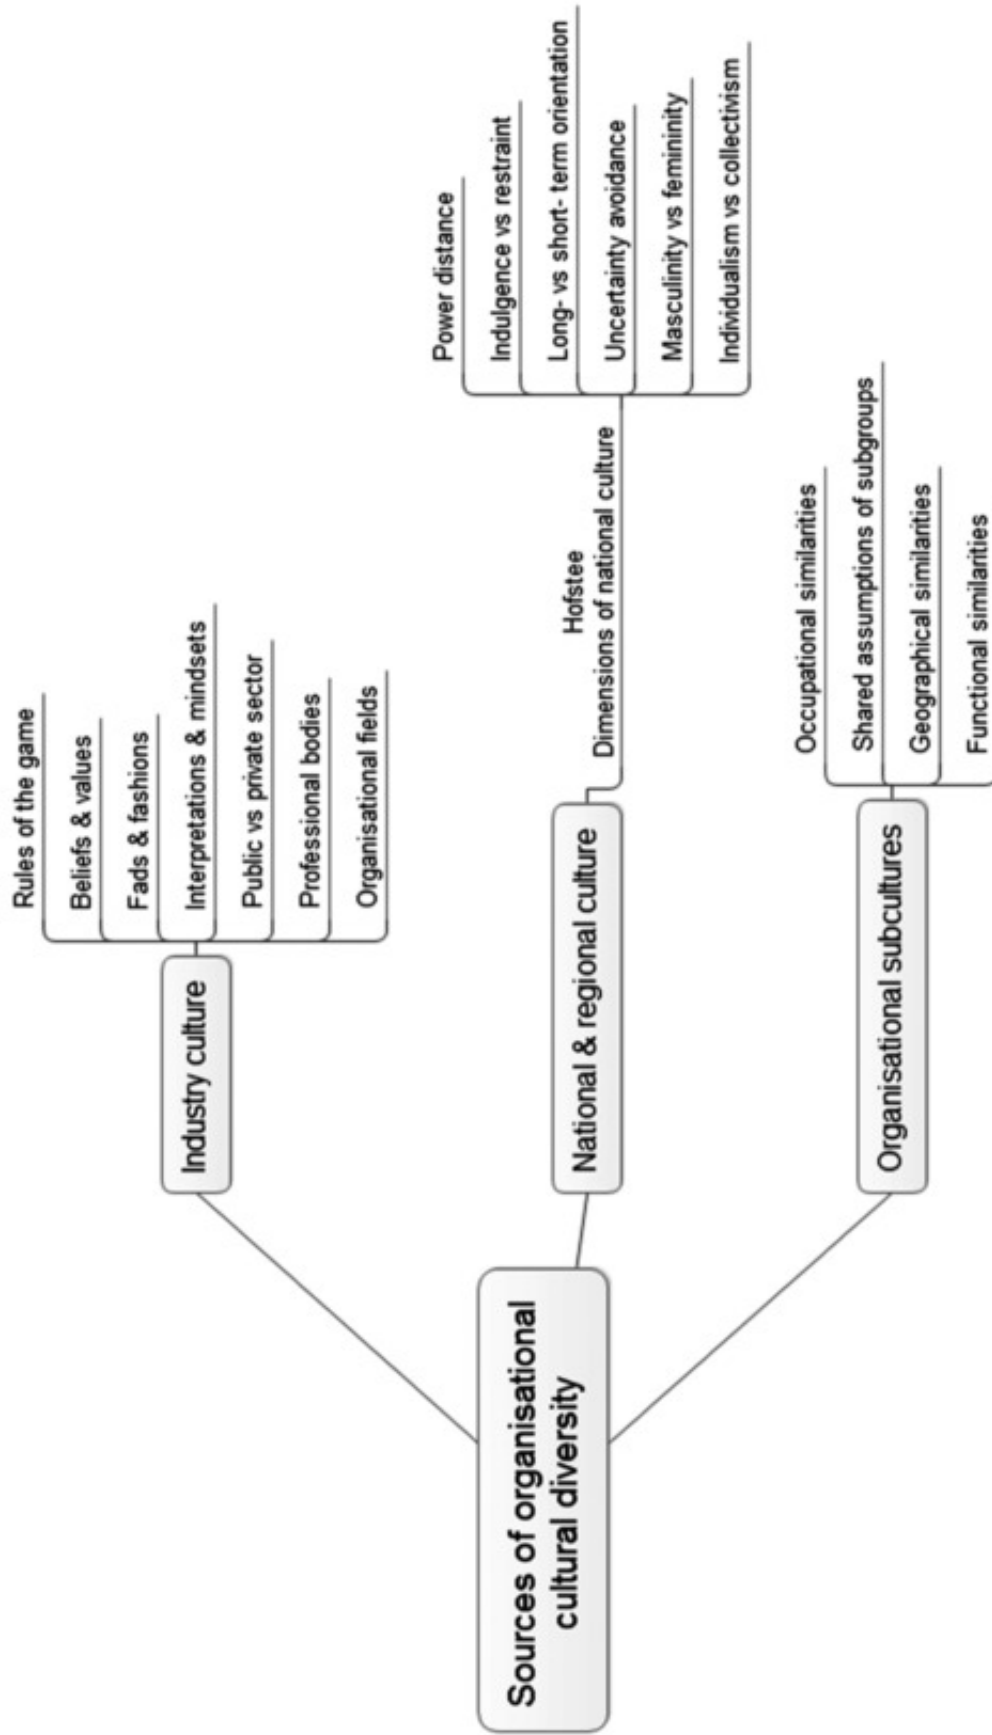 Sources of organisational
cultural diversity
Industry culture
Rules of the game
Beliefs & values
Fads & fashions
Interpretations & mindsets
Public vs private sector
Professional bodies
Organisational fields
National & regional culture
Hofstee
Dimensions of national culture
Power distance
Indulgence vs restraint
Long- vs short- term orientation
Uncertainty avoidance
Masculinity vs femininity
Individualism vs collectivism
Organisational subcultures
Occupational similarities
Shared assumptions of subgroups
Geographical similarities
Functional similarities